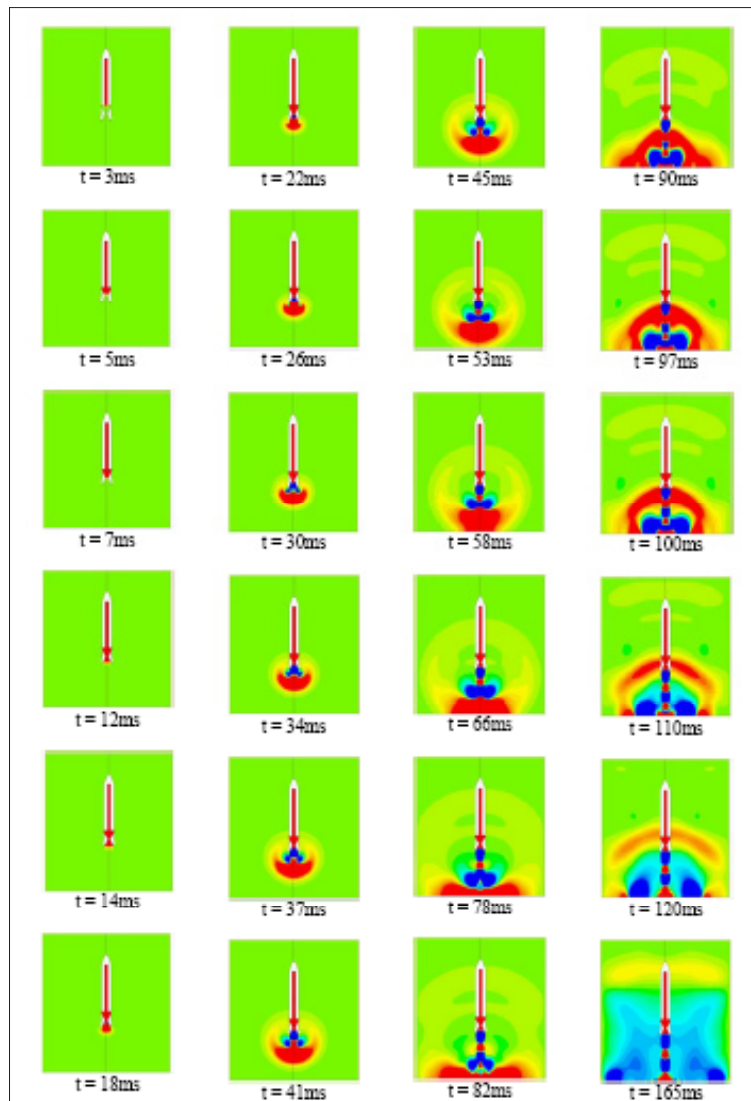 t = 3ms
t = 22ms
t = 45ms
t = 90ms
t = 5ms
t = 26ms
t = 53ms
t = 97ms
t = 7ms
t = 30ms
t = 58ms
t = 100ms
t = 12ms
t = 34ms
t = 66ms
t = 110ms
t = 14ms
t = 37ms
t = 78ms
t = 120ms
t = 18ms
t = 41ms
t = 82ms
t = 165ms